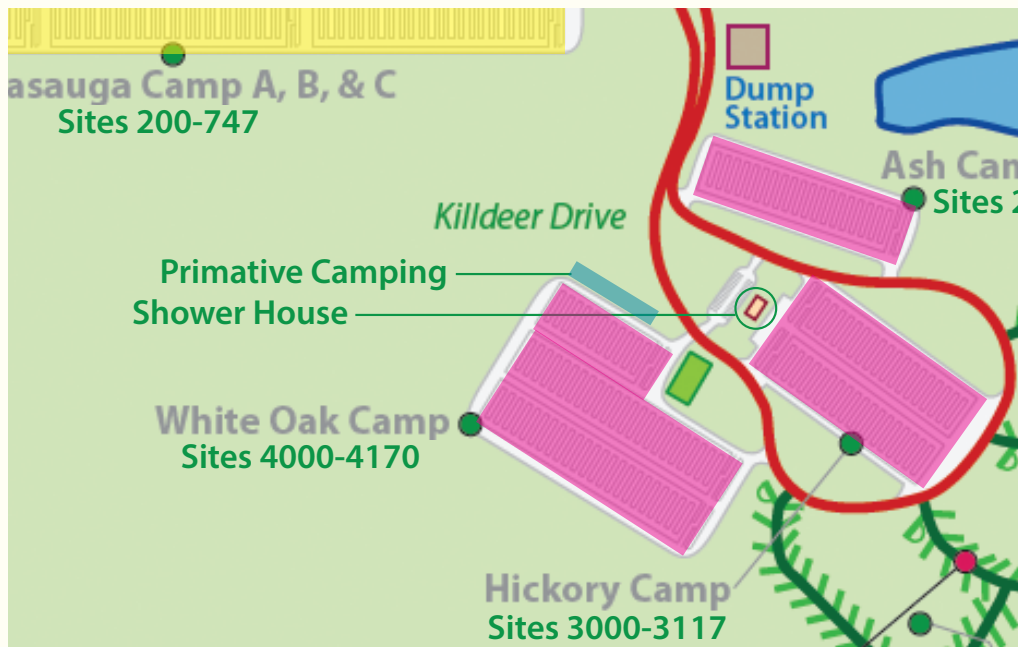 asauga Camp A, B, & C
Sites 200-747
Dump
Station
Ash Cam
Sites 2
Killdeer Drive
Primative Camping
Shower House
White Oak Camp
Sites 4000-4170
Hickory Camp
Sites 3000-3117